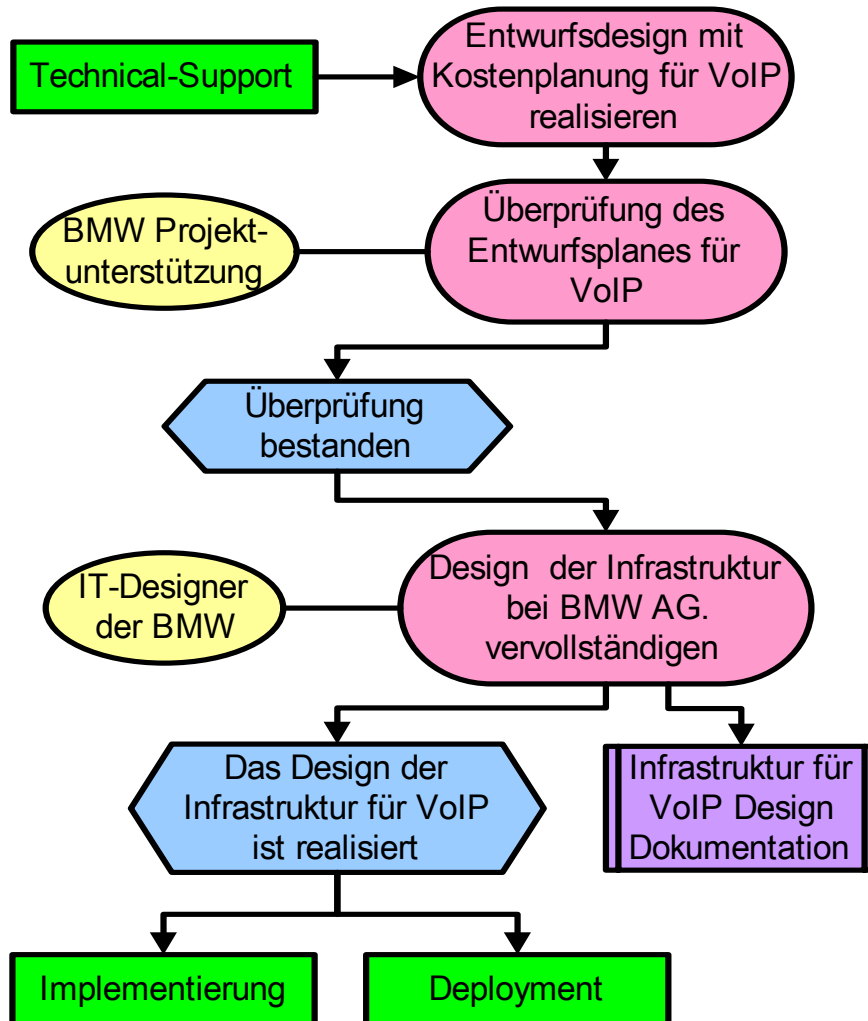 Technical-Support
Entwurfsdesign mit
Kostenplanung für VoIP
realisieren
BMW Projekt-
unterstützung
Überprüfung des
Entwurfsplanes für
VoIP
Überprüfung
bestanden
IT-Designer
der BMW
Design der Infrastruktur
bei BMW AG.
vervollständigen
Das Design der
Infrastruktur für VoIP
ist realisiert
Infrastruktur für
VoIP Design
Dokumentation
Implementierung
Deployment